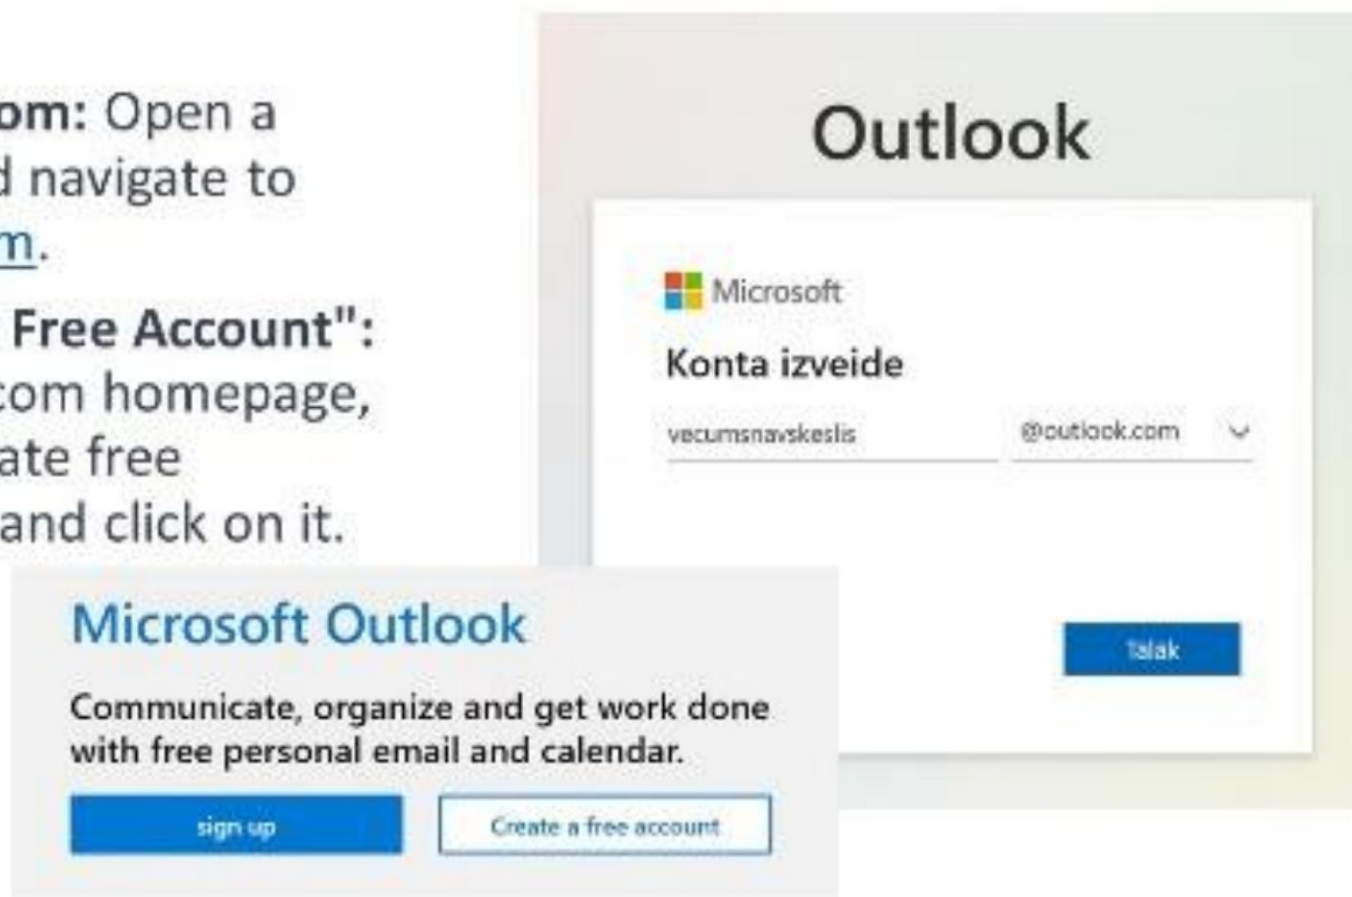 om: Open a
d navigate to
m.
Free Account":
com homepage,
ate free
and click on it.
Outlook
Microsoft
Konta izveide
vecumsnavskeslis
@outlook.com
Tālāk
Microsoft Outlook
Communicate, organize and get work done
with free personal email and calendar.
sign up
Create a free account